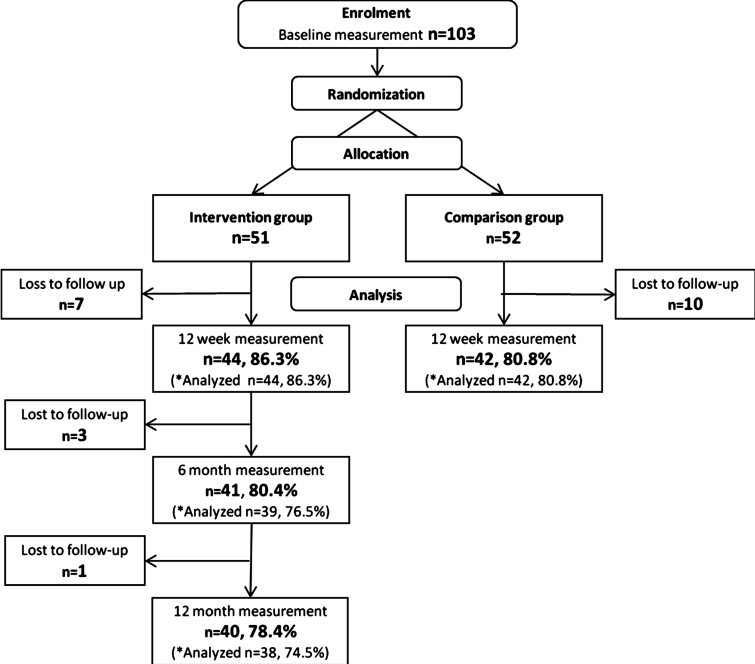 Enrolment
Baseline measurement n=103
Randomization
Allocation
Intervention group
n=51
Comparison group
n=52
Loss to follow up
n=7
Analysis
Lost to follow-up
n=10
12 week measurement
n=44, 86.3%
(*Analyzed n=44, 86.3%)
12 week measurement
n=42, 80.8%
(*Analyzed n=42, 80.8%)
Lost to follow-up
n=3
6 month measurement
n=41, 80.4%
(*Analyzed n=39, 76.5%)
Lost to follow-up
n=1
12 month measurement
n=40, 78.4%
(*Analyzed n=38, 74.5%)